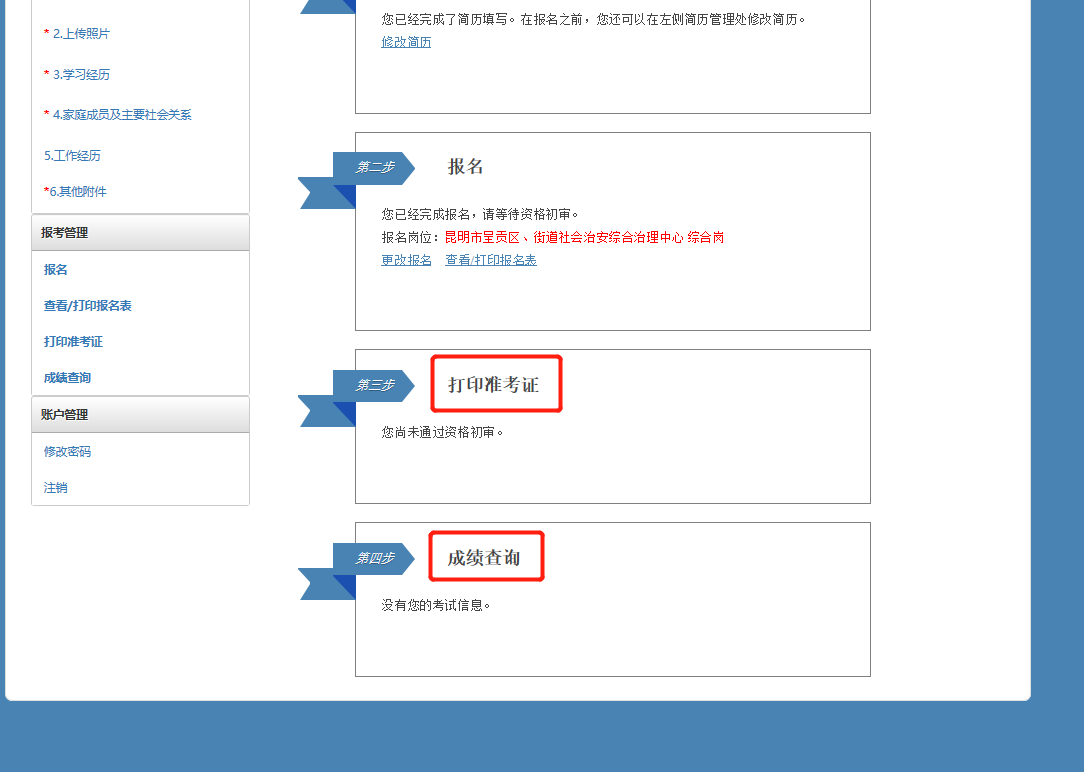 * 2.上传照片
* 3.学习经历
* 4.家庭成员及主要社会关系
5.工作经历
*6.其他附件
报考管理
报名
查看/打印报名表
打印准考证
成绩查询
账户管理
修改密码
注销
您已经完成了简历填写。在报名之前，您还可以在左侧简历管理处修改简历。
修改简历
第二步 报名
您已经完成报名，请等待资格初审。
报名岗位：昆明市呈贡区、街道社会治安综合治理中心 综合岗
更改报名 查看/打印报名表
第三步 打印准考证
您尚未通过资格初审。
第四步 成绩查询
没有您的考试信息。